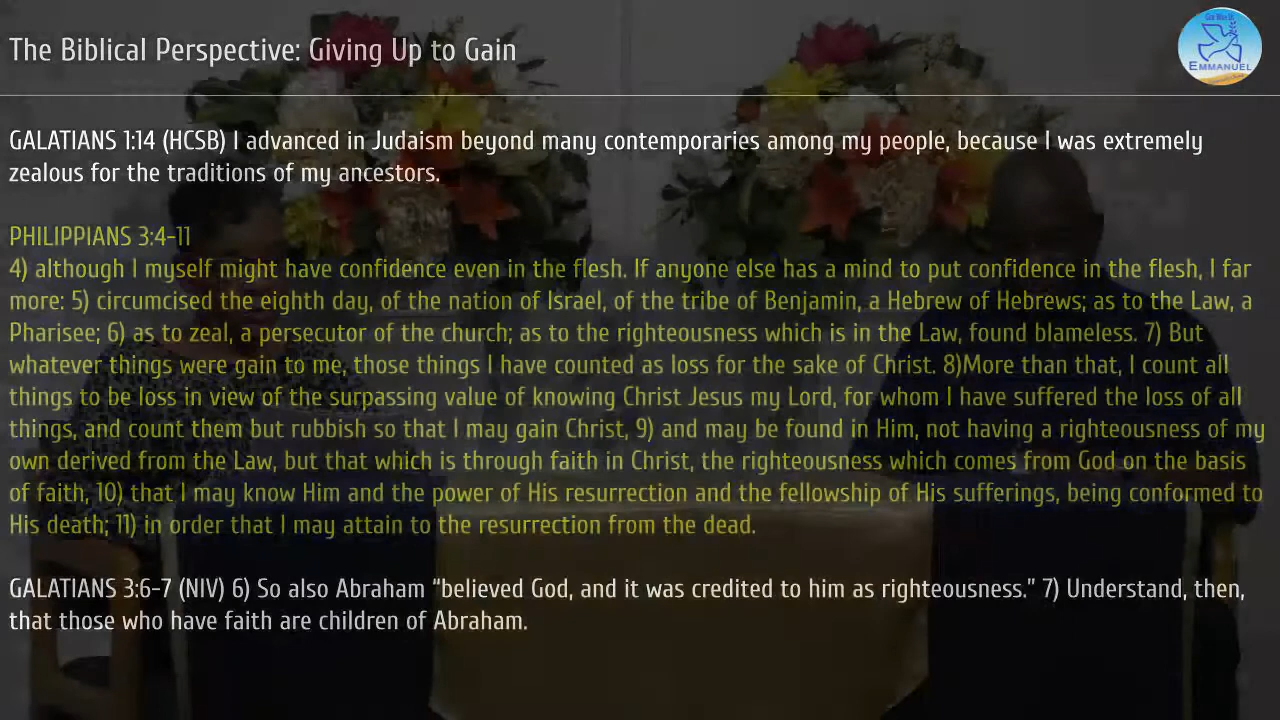 The Biblical Perspective: Giving Up to Gain
GOD WITH US
EMMANUEL
GALATIANS 1:14 (HCSB) I advanced in Judaism beyond many contemporaries among my people, because I was extremely
zealous for the traditions of my ancestors.
PHILIPPIANS 3:4-11
4) although I myself might have confidence even in the flesh. If anyone else has a mind to put confidence in the flesh, I far
more: 5) circumcised the eighth day, of the nation of Israel, of the tribe of Benjamin, a Hebrew of Hebrews; as to the Law, a
Pharisee; 6) as to zeal, a persecutor of the church; as to the righteousness which is in the Law, found blameless. 7) But
whatever things were gain to me, those things I have counted as loss for the sake of Christ. 8)More than that, I count all
things to be loss in view of the surpassing value of knowing Christ Jesus my Lord, for whom I have suffered the loss of all
things, and count them but rubbish so that I may gain Christ, 9) and may be found in Him, not having a righteousness of my
own derived from the Law, but that which is through faith in Christ, the righteousness which comes from God on the basis
of faith, 10) that I may know Him and the power of His resurrection and the fellowship of His sufferings, being conformed to
His death; 11) in order that I may attain to the resurrection from the dead.
GALATIANS 3:6-7 (NIV) 6) So also Abraham “believed God, and it was credited to him as righteousness.” 7) Understand, then,
that those who have faith are children of Abraham.